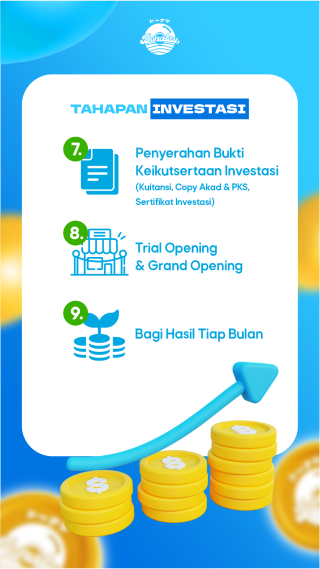 TAHAPAN INVESTASI
7.
Penyerahan Bukti
Keikutsertaan Investasi
(Kuitansi, Copy Akad & PKS,
Sertifikat Investasi)
8.
Trial Opening
& Grand Opening
9.
Bagi Hasil Tiap Bulan